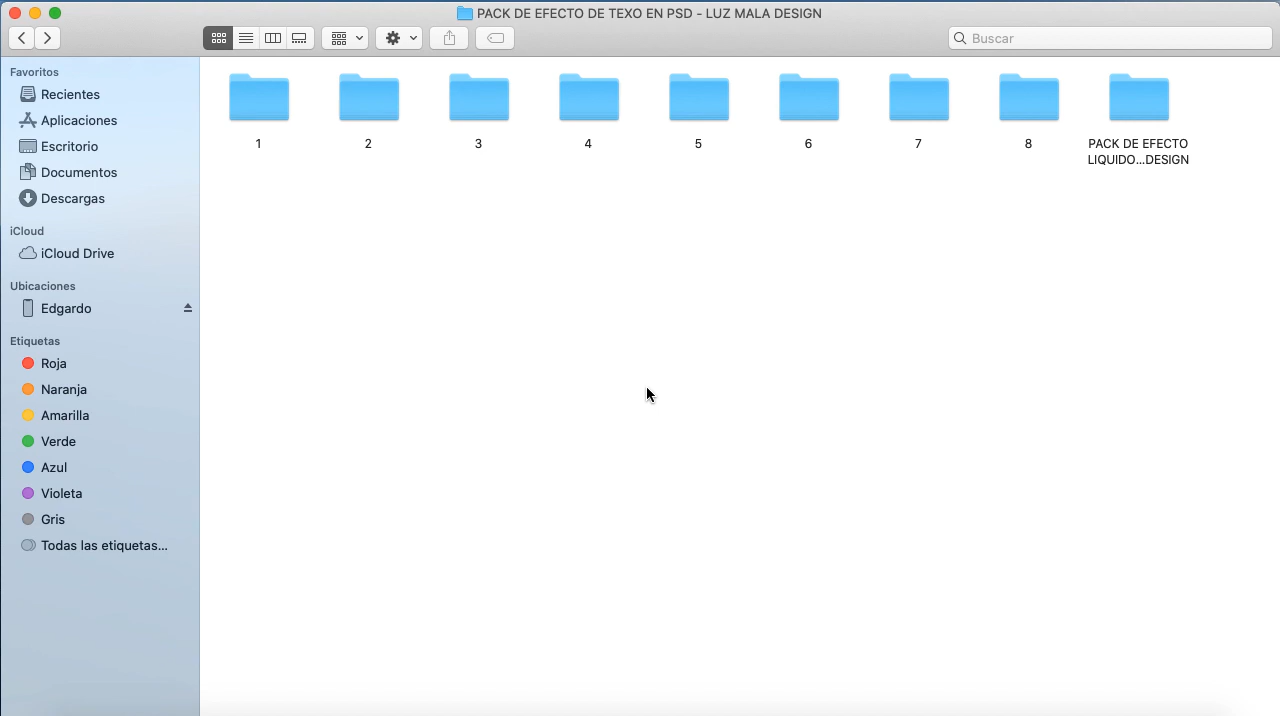 PACK DE EFECTO DE TEXO EN PSD - LUZ MALA DESIGN
Buscar
Favoritos
Recientes
Aplicaciones
Escritorio
Documentos
Descargas
iCloud
iCloud Drive
Ubicaciones
Edgardo
Etiquetas
Roja
Naranja
Amarilla
Verde
Azul
Violeta
Gris
Todas las etiquetas...
1
2
3
4
5
6
7
8
PACK DE EFECTO
LIQUIDO...DESIGN